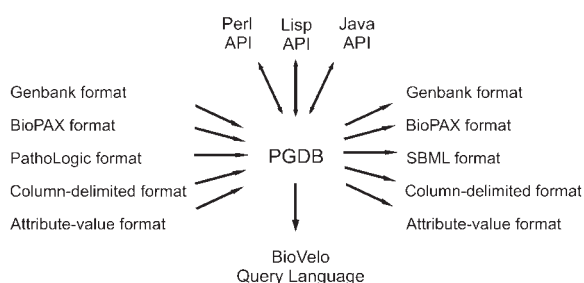 Perl API
Lisp API
Java API
Genbank format
BioPAX format
PathoLogic format
Column-delimited format
Attribute-value format
PGDB
Genbank format
BioPAX format
SBML format
Column-delimited format
Attribute-value format
BioVelo
Query Language